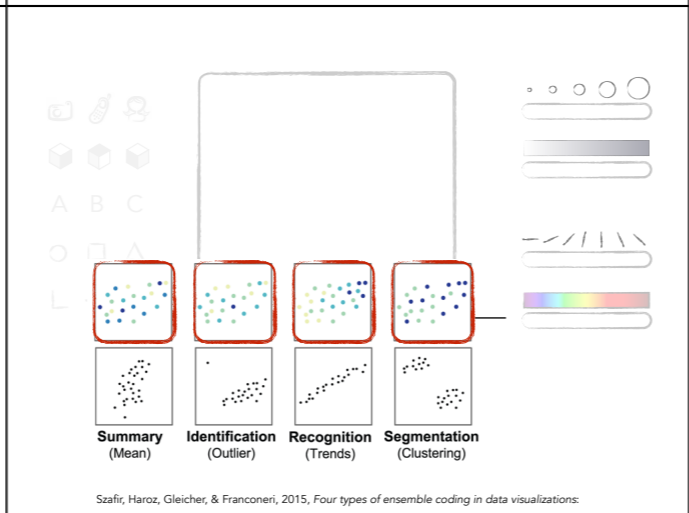 A B C
Summary Identification Recognition Segmentation
(Mean) (Outlier) (Trends) (Clustering)
Szafir, Haroz, Gleicher, & Franconeri, 2015, Four types of ensemble coding in data visualizations: